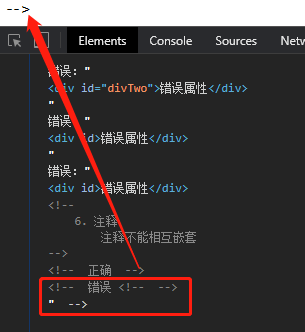 -->
Elements Console Sources
错误："
<div id="divTwo">错误属性</div>
"
错误："
<div id>错误属性</div>
"
错误："
<div id>错误属性</div>
<!--
6. 注释
注释不能相互嵌套
-->
<!-- 正确 -->
<!-- 错误 <!-- -->
" -->